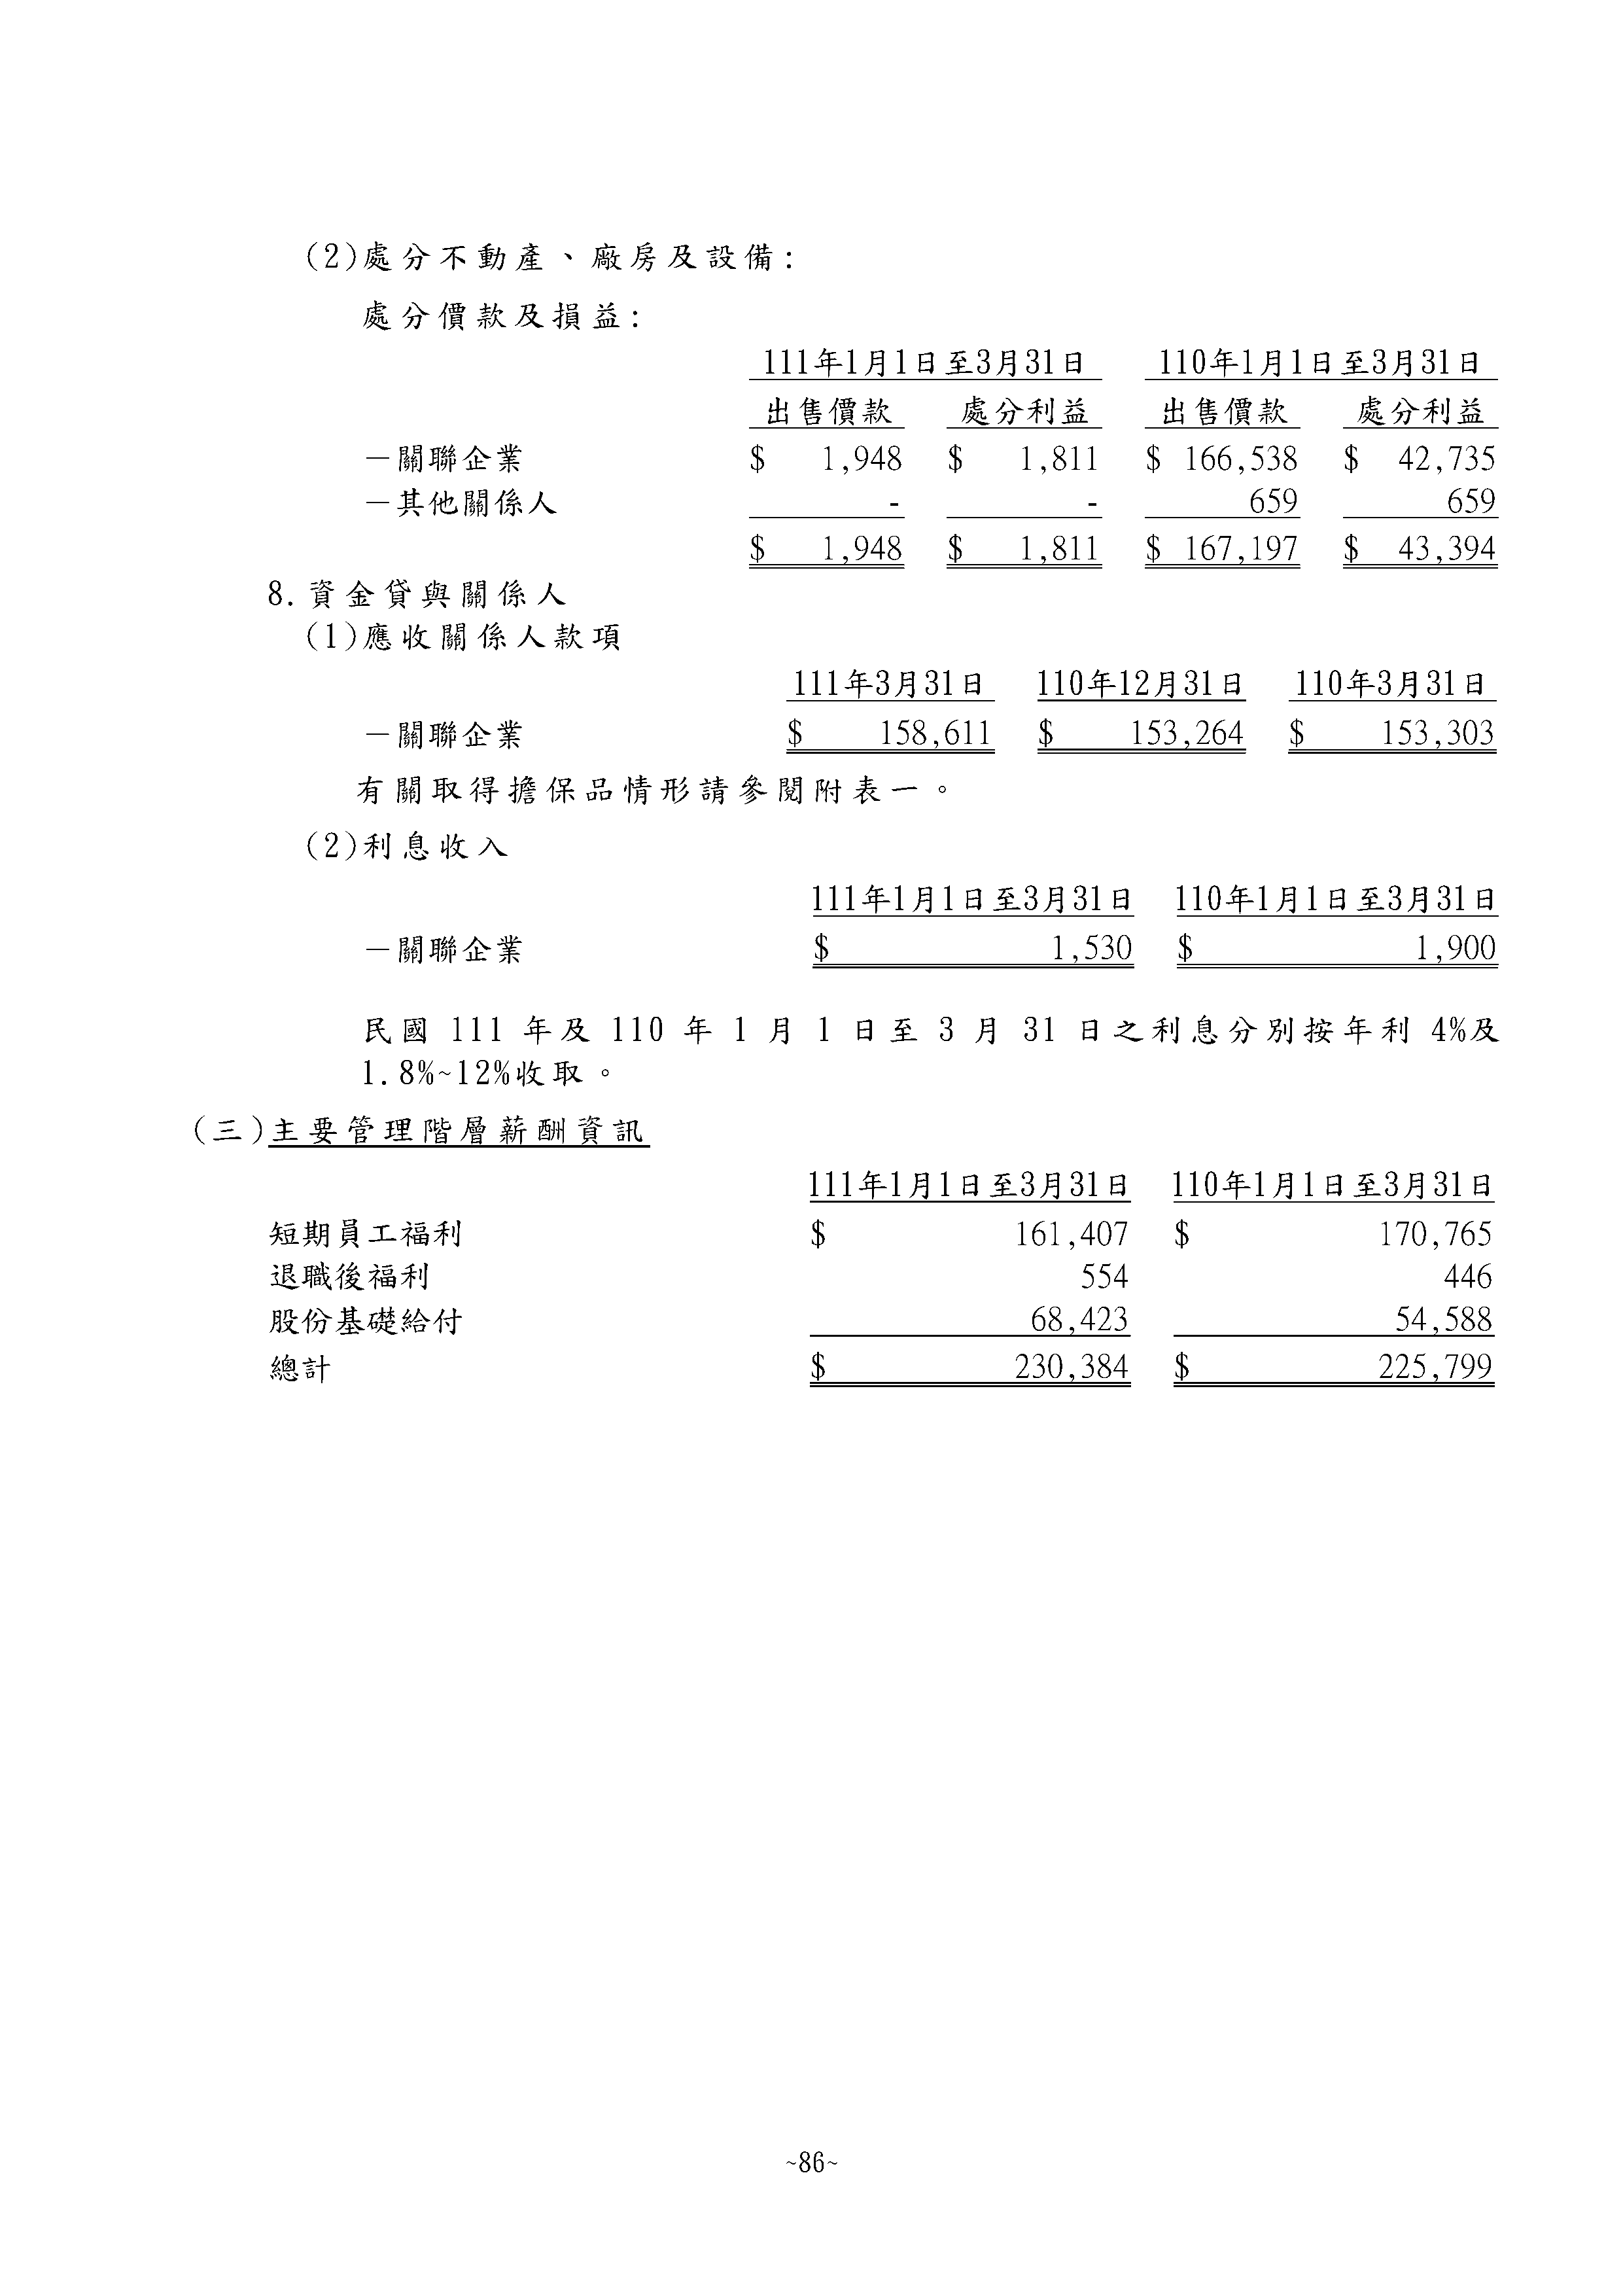 (2)處分不動產、廠房及設備:
處分價款及損益:
111年1月1日至3月31日 110年1月1日至3月31日
出售價款 處分利益 出售價款 處分利益
－關聯企業 $ 1,948 $ 1,811 $ 166,538 $ 42,735
－其他關係人 - - 659 659
$ 1,948 $ 1,811 $ 167,197 $ 43,394
8. 資金貸與關係人
(1)應收關係人款項
111年3月31日 110年12月31日 110年3月31日
－關聯企業 $ 158,611 $ 153,264 $ 153,303
有關取得擔保品情形請參閱附表一。
(2)利息收入
111年1月1日至3月31日 110年1月1日至3月31日
－關聯企業 $ 1,530 $ 1,900
民國 111 年及 110 年 1 月 1 日至 3 月 31 日之利息分別按年利 4%及
1.8%~12%收取。
(三)主要管理階層薪酬資訊
111年1月1日至3月31日 110年1月1日至3月31日
短期員工福利 $ 161,407 $ 170,765
退職後福利 554 446
股份基礎給付 68,423 54,588
總計 $ 230,384 $ 225,799
~86~